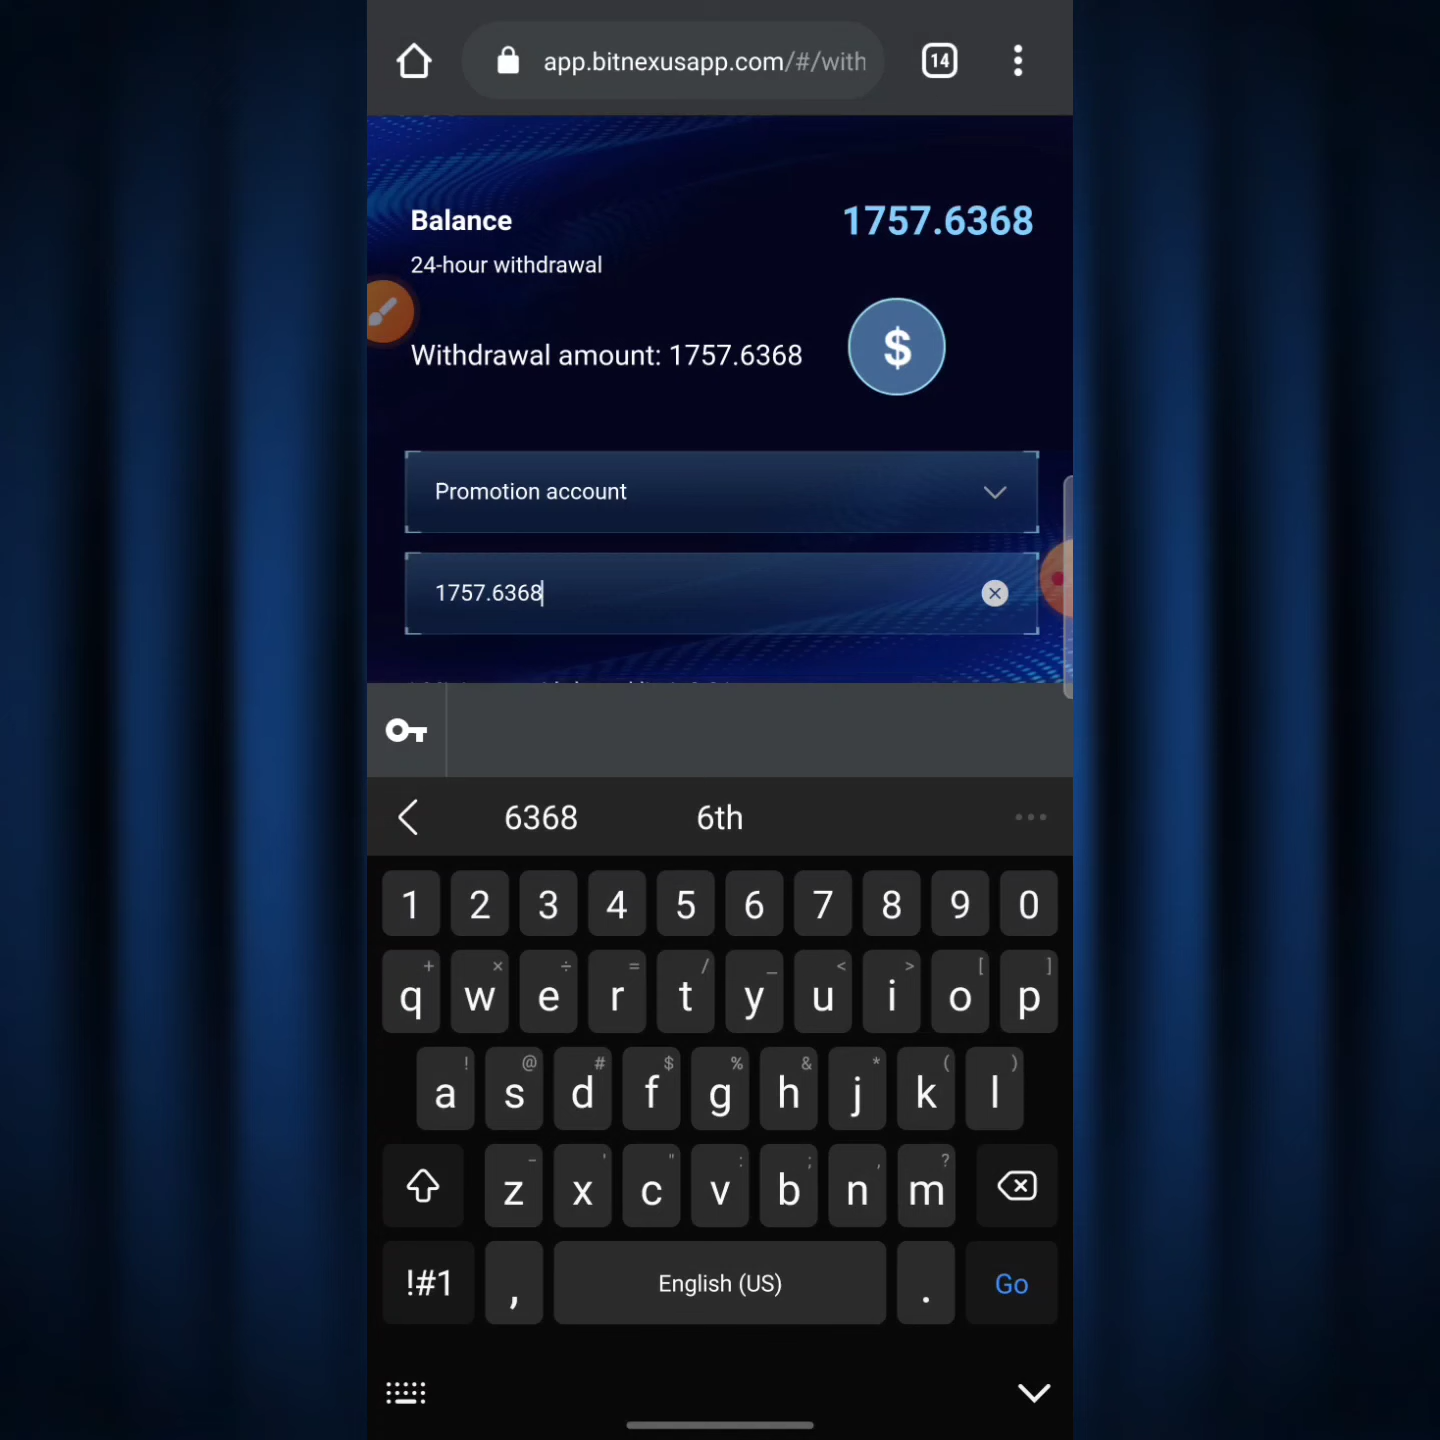 app.bitnexusapp.com/#/with
14
Balance
1757.6368
24-hour withdrawal
Withdrawal amount: 1757.6368
$
Promotion account
1757.6368
6368 6th
1 2 3 4 5 6 7 8 9 0
+ × ÷ = / _ < > [ ]
q w e r t y u i o p
! @ # $ % & * ( )
a s d f g h j k l
- ' " : ; , ?
z x c v b n m
!#1 , English (US) . Go